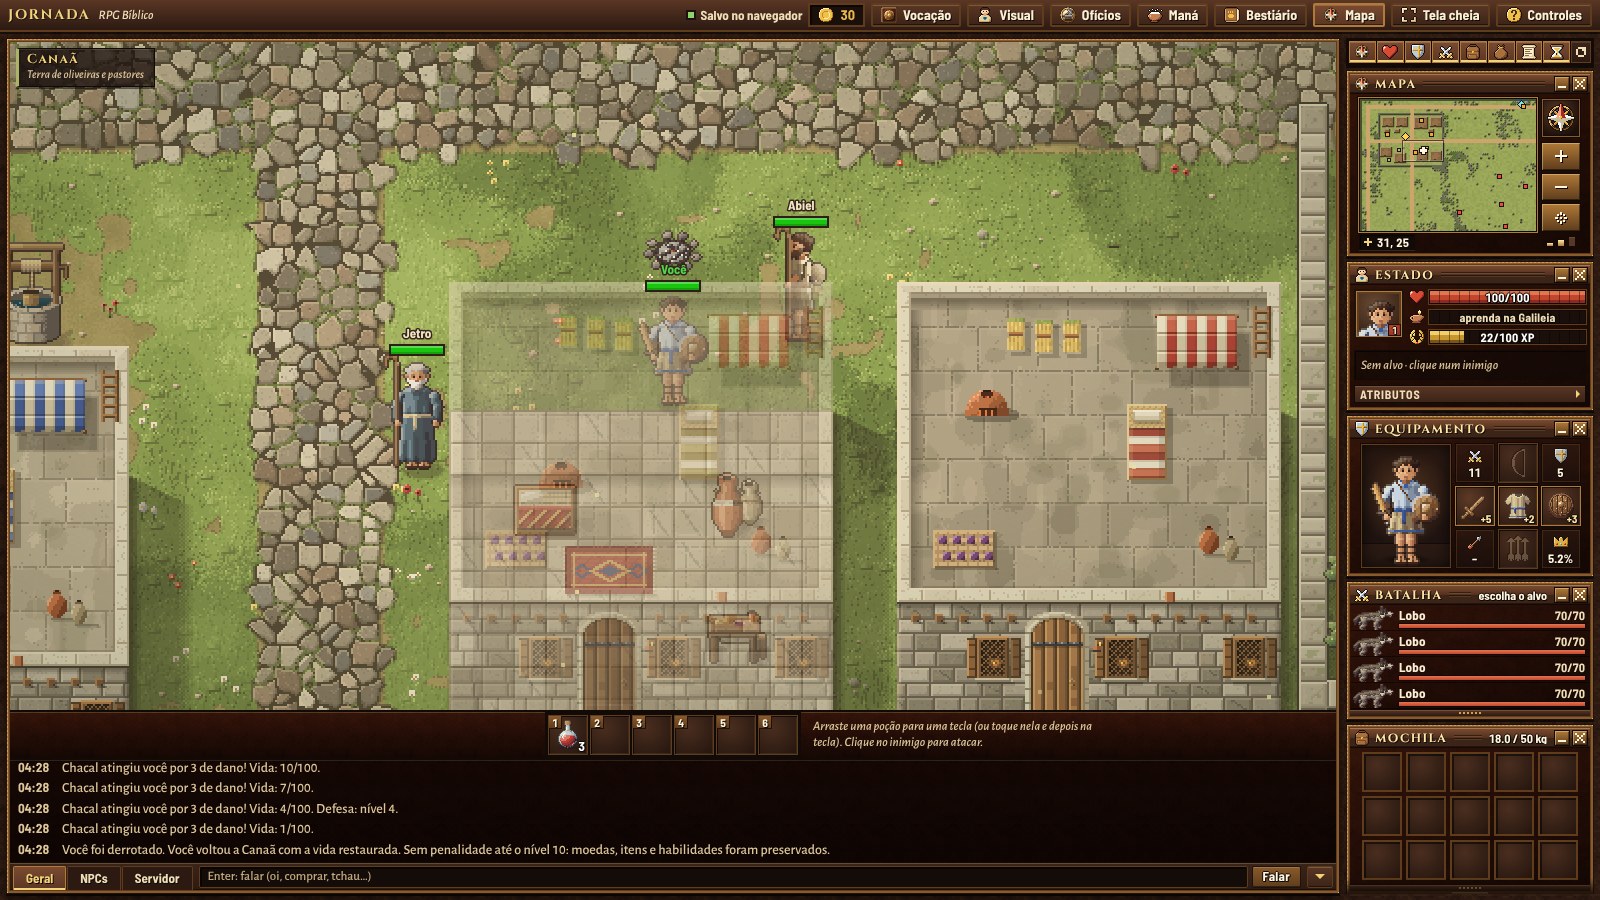 JORNADA RPG Bíblico
Salvo no navegador 30 Vocação Visual Ofícios Maná Bestiário Mapa Tela cheia ? Controles
CANAÃ
Terra de oliveiras e pastores
Abiel
Você
Jetro
MAPA
+
−
31, 25
ESTADO
100/100
aprenda na Galileia
1
22/100 XP
Sem alvo · clique num inimigo
ATRIBUTOS
EQUIPAMENTO
11 5
+5 +2 +3
- 5.2%
BATALHA escolha o alvo
Lobo 70/70
Lobo 70/70
Lobo 70/70
Lobo 70/70
MOCHILA 18.0 / 50 kg
1 2 3 4 5 6
3
Arraste uma poção para uma tecla (ou toque nela e depois na
tecla). Clique no inimigo para atacar.
04:28 Chacal atingiu você por 3 de dano! Vida: 10/100.
04:28 Chacal atingiu você por 3 de dano! Vida: 7/100.
04:28 Chacal atingiu você por 3 de dano! Vida: 4/100. Defesa: nível 4.
04:28 Chacal atingiu você por 3 de dano! Vida: 1/100.
04:28 Você foi derrotado. Você voltou a Canaã com a vida restaurada. Sem penalidade até o nível 10: moedas, itens e habilidades foram preservados.
Geral NPCs Servidor Enter: falar (oi, comprar, tchau...) Falar